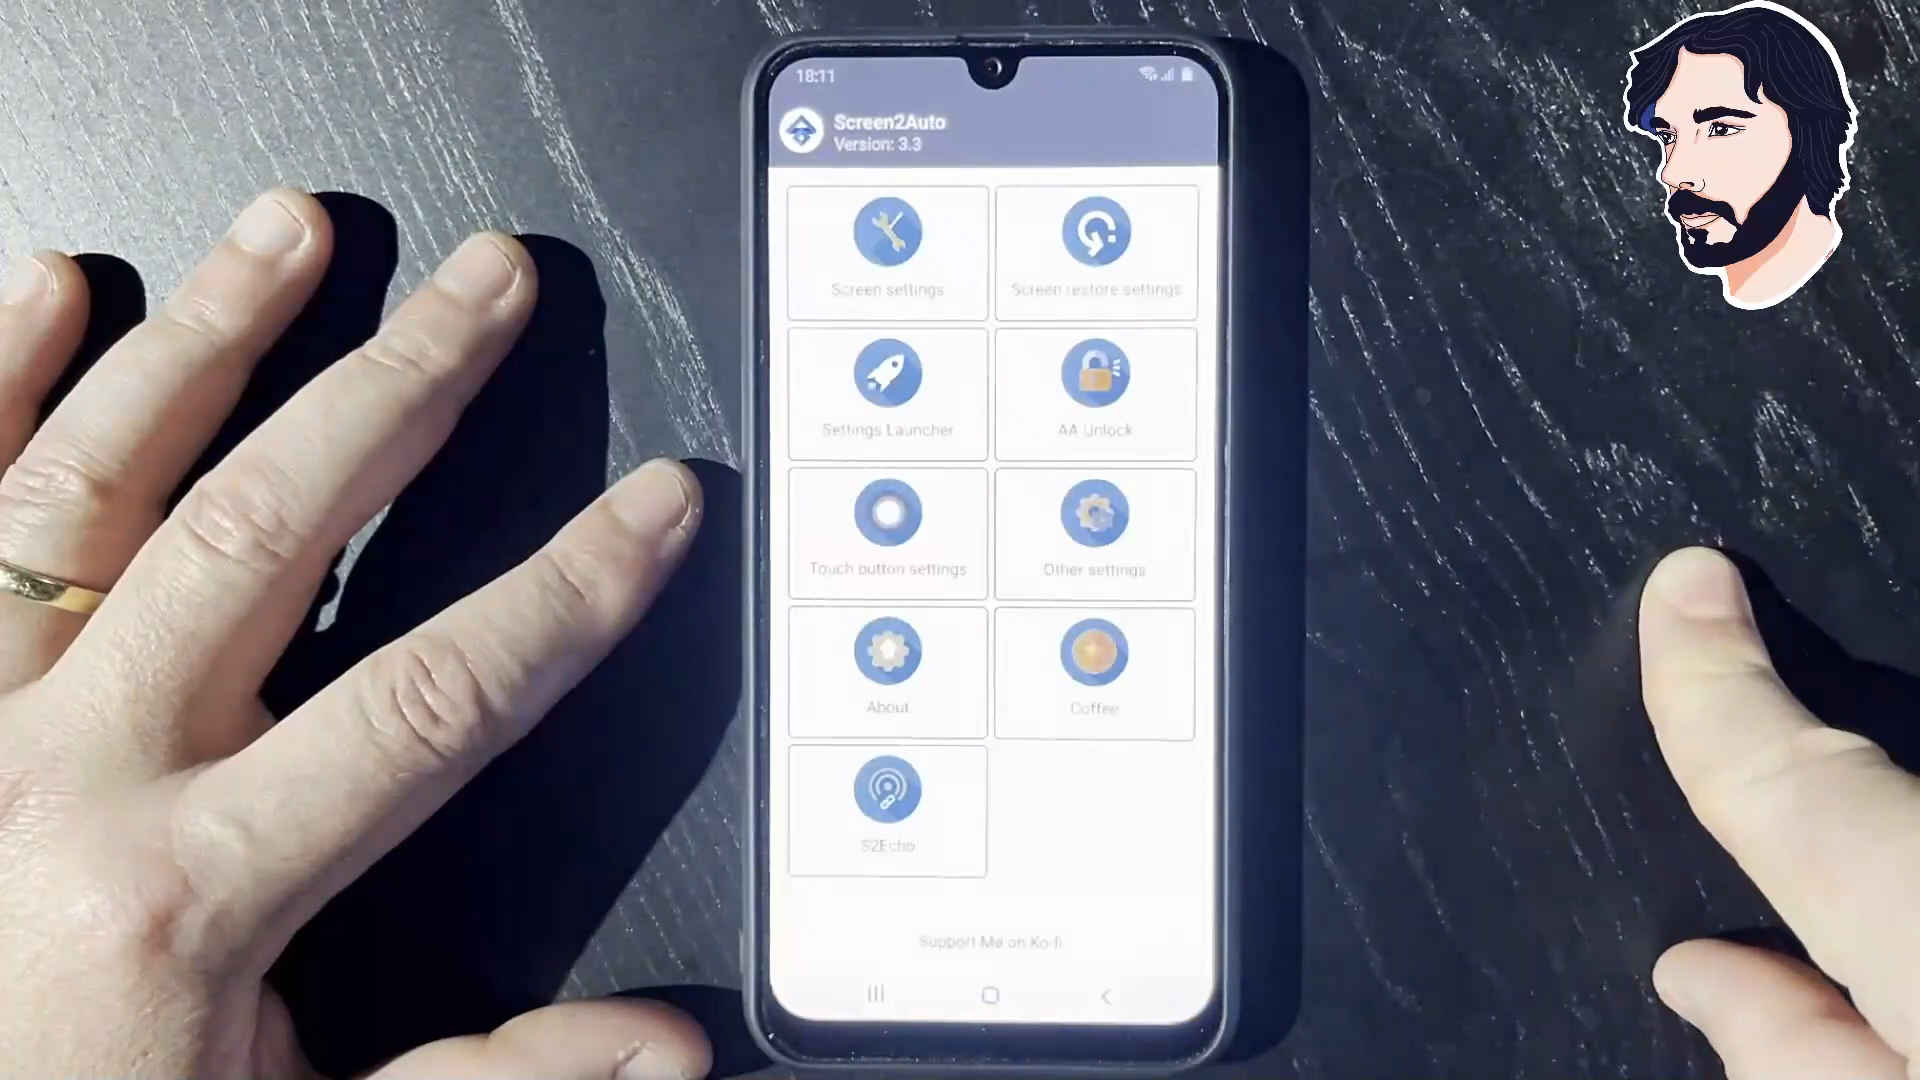 18:11
Screen2Auto
Version: 3.3
Screen settings
Screen restore settings
Settings Launcher
AA Unlock
Touch button settings
Other settings
About
Coffee
S2Echo
Support Me on Ko-fi